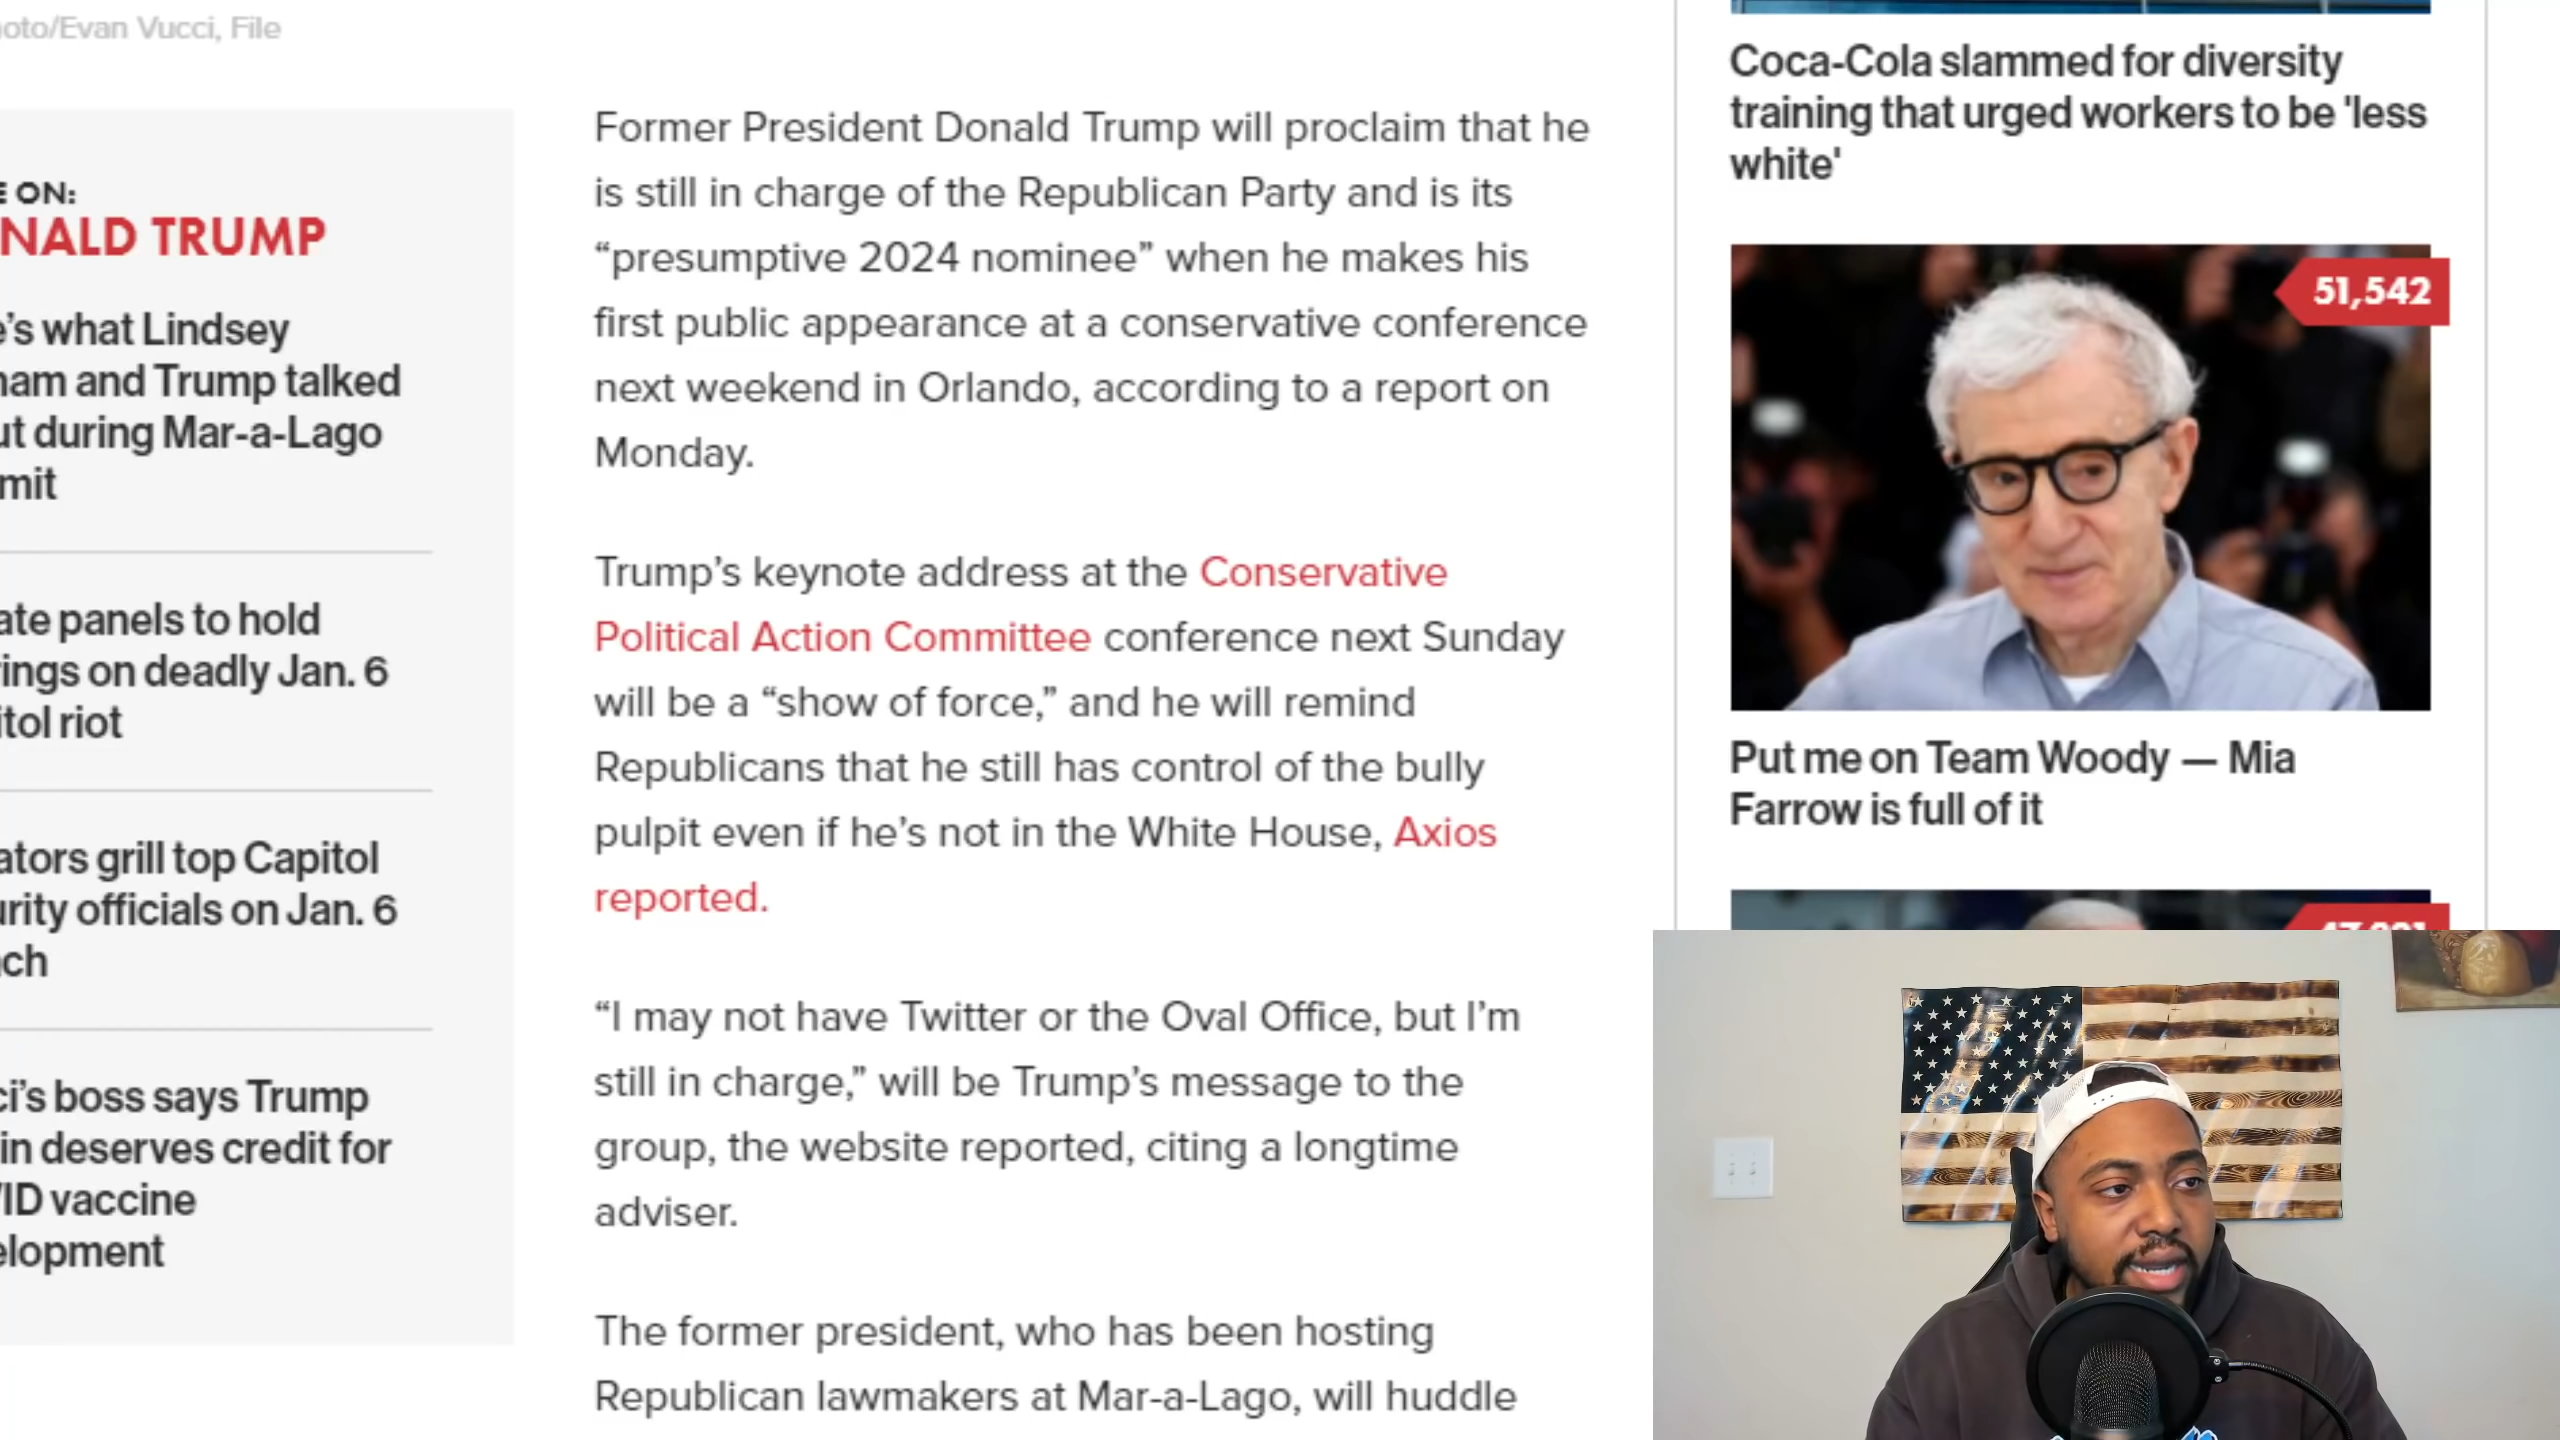 oto/Evan Vucci, File
E ON:
NALD TRUMP
e's what Lindsey
ham and Trump talked
ut during Mar-a-Lago
mit
ate panels to hold
rings on deadly Jan. 6
itol riot
ators grill top Capitol
urity officials on Jan. 6
ach
ci's boss says Trump
in deserves credit for
VID vaccine
elopment
Former President Donald Trump will proclaim that he
is still in charge of the Republican Party and is its
“presumptive 2024 nominee” when he makes his
first public appearance at a conservative conference
next weekend in Orlando, according to a report on
Monday.
Trump’s keynote address at the Conservative
Political Action Committee conference next Sunday
will be a “show of force,” and he will remind
Republicans that he still has control of the bully
pulpit even if he’s not in the White House, Axios
reported.
“I may not have Twitter or the Oval Office, but I’m
still in charge,” will be Trump’s message to the
group, the website reported, citing a longtime
adviser.
The former president, who has been hosting
Republican lawmakers at Mar-a-Lago, will huddle
Coca-Cola slammed for diversity
training that urged workers to be 'less
white'
51,542
Put me on Team Woody — Mia
Farrow is full of it